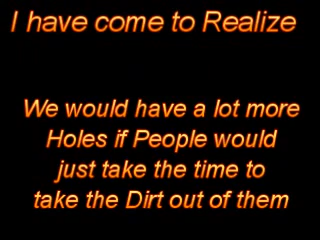 I have come to Realize
We would have a lot more
Holes if People would
just take the time to
take the Dirt out of them